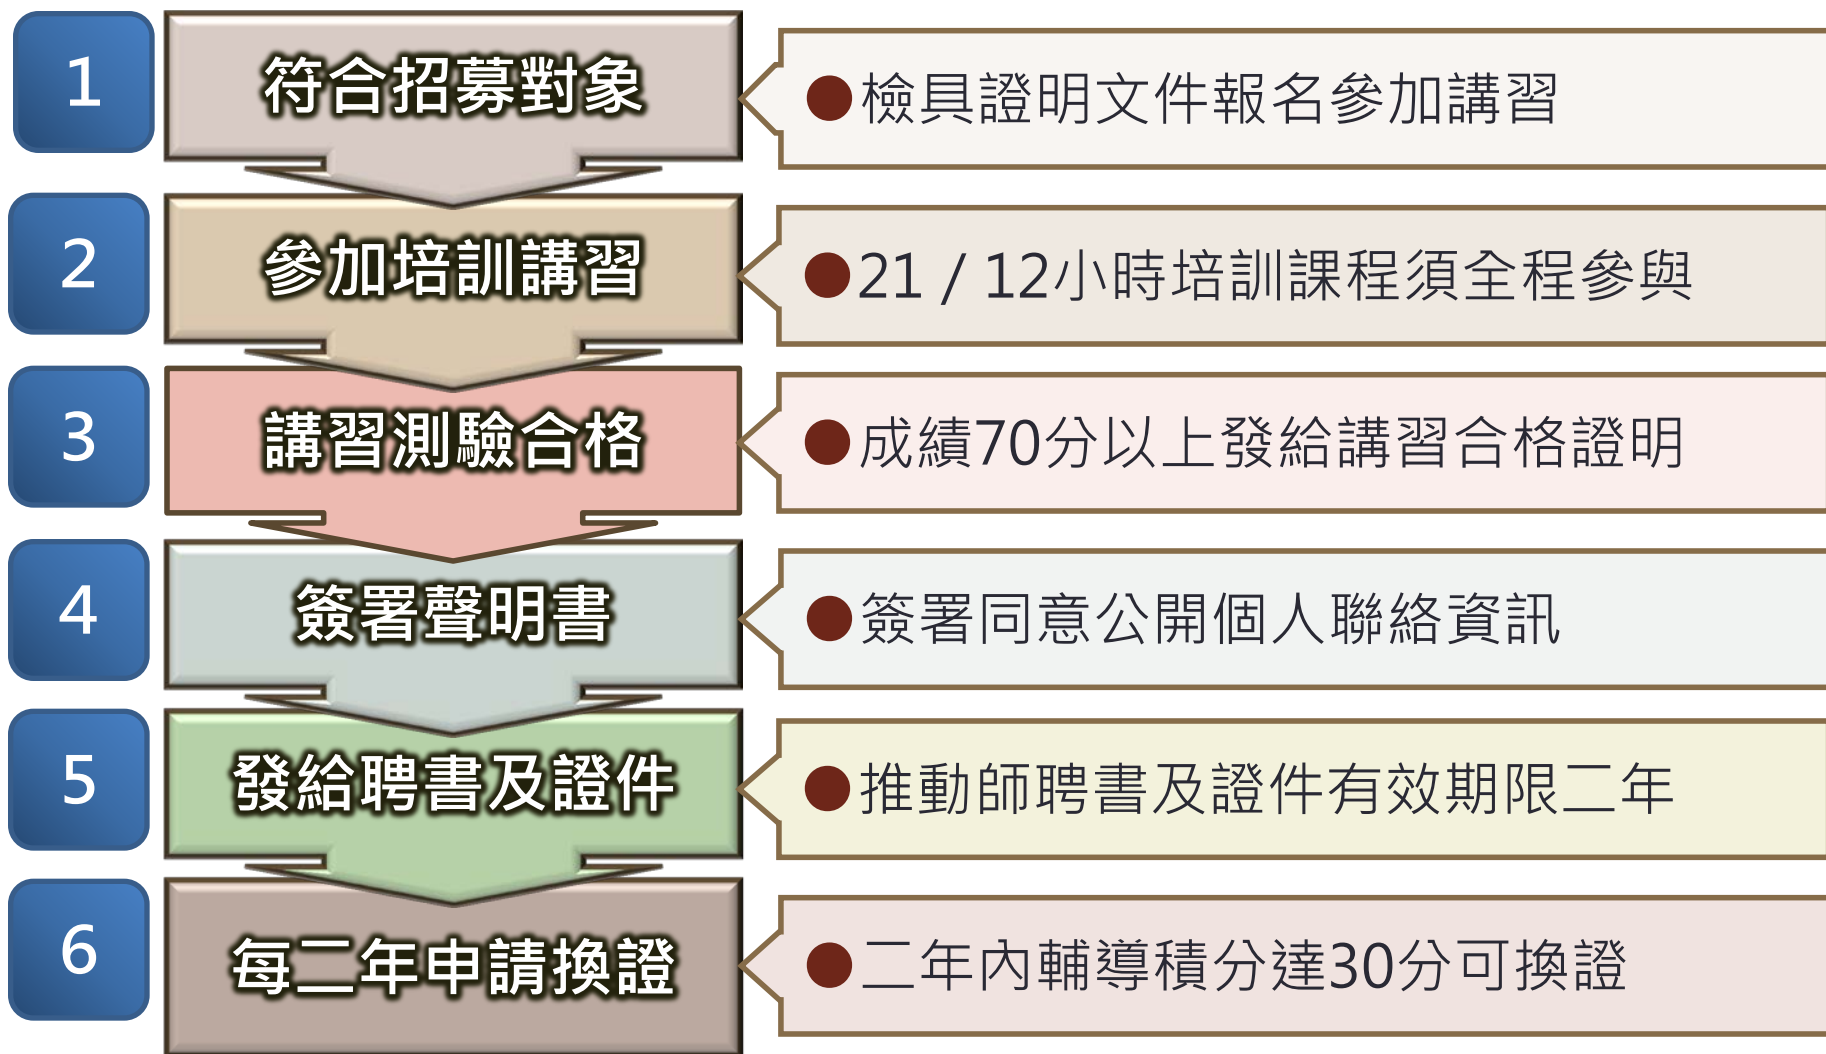 1
符合招募對象
●檢具證明文件報名參加講習
2
參加培訓講習
●21 / 12小時培訓課程須全程參與
3
講習測驗合格
●成績70分以上發給講習合格證明
4
簽署聲明書
●簽署同意公開個人聯絡資訊
5
發給聘書及證件
●推動師聘書及證件有效期限二年
6
每二年申請換證
●二年內輔導積分達30分可換證